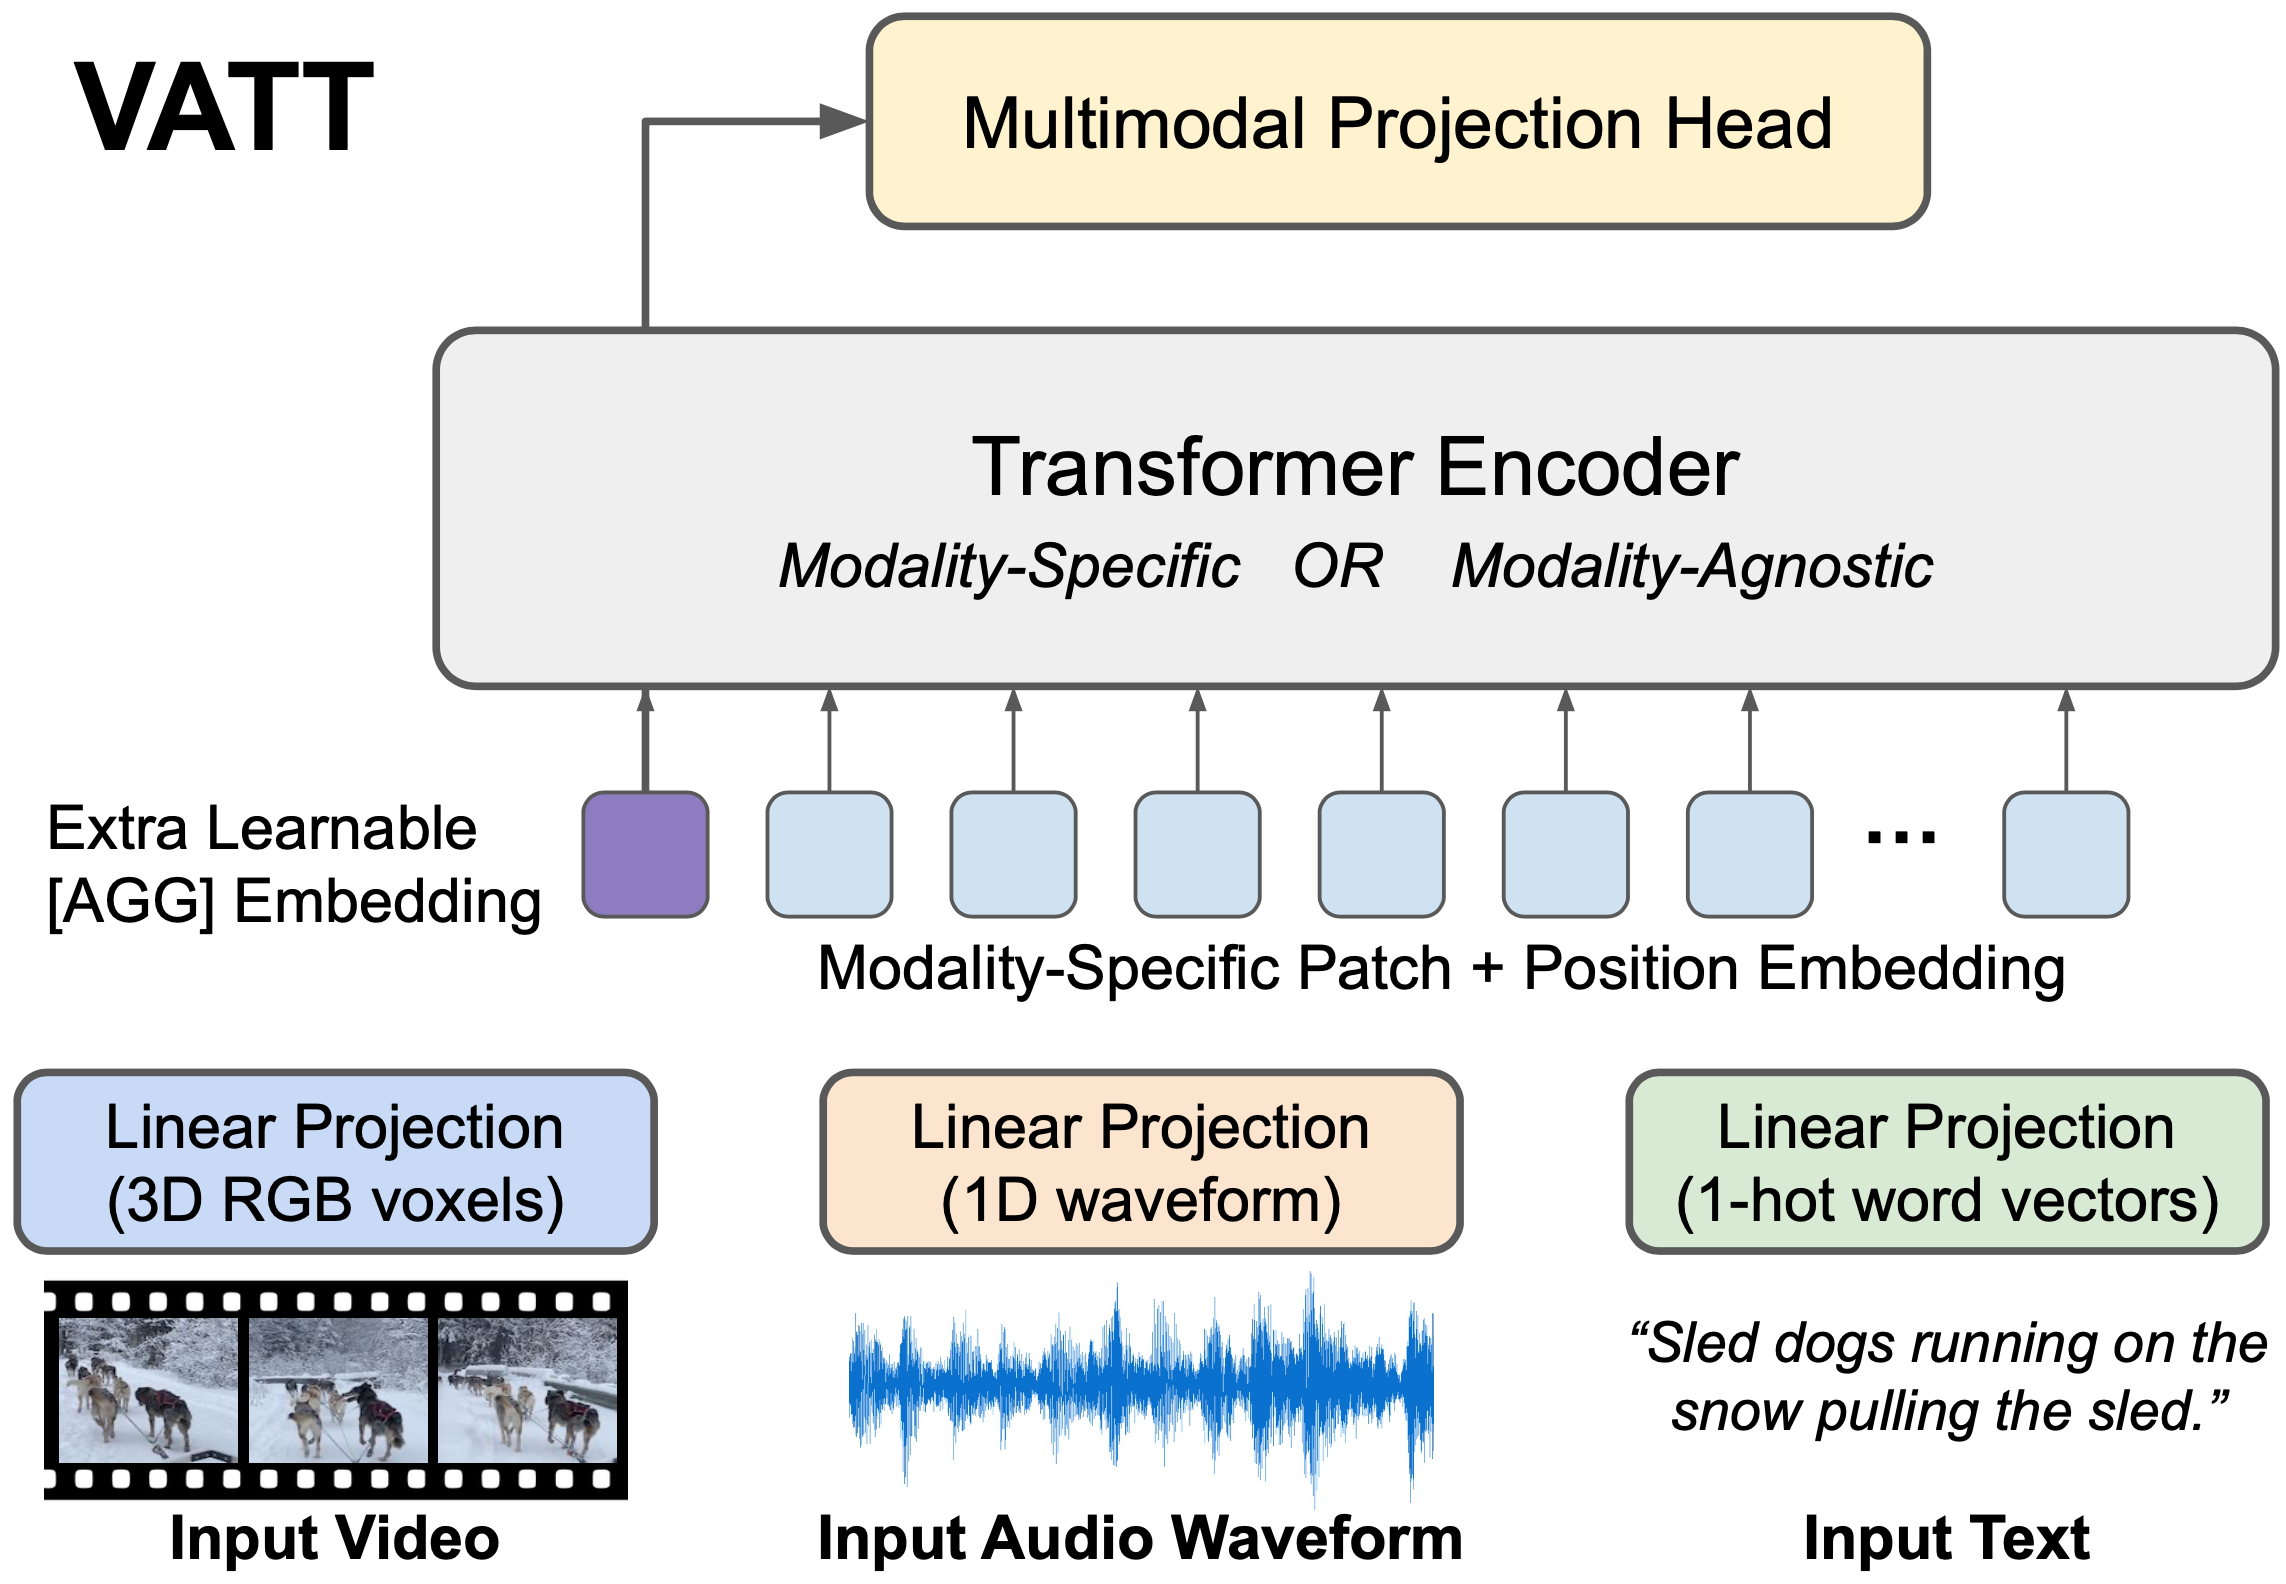 VATT
Multimodal Projection Head
Transformer Encoder
Modality-Specific OR Modality-Agnostic
Extra Learnable
[AGG] Embedding
...
Modality-Specific Patch + Position Embedding
Linear Projection
(3D RGB voxels)
Linear Projection
(1D waveform)
Linear Projection
(1-hot word vectors)
“Sled dogs running on the
snow pulling the sled.”
Input Video
Input Audio Waveform
Input Text